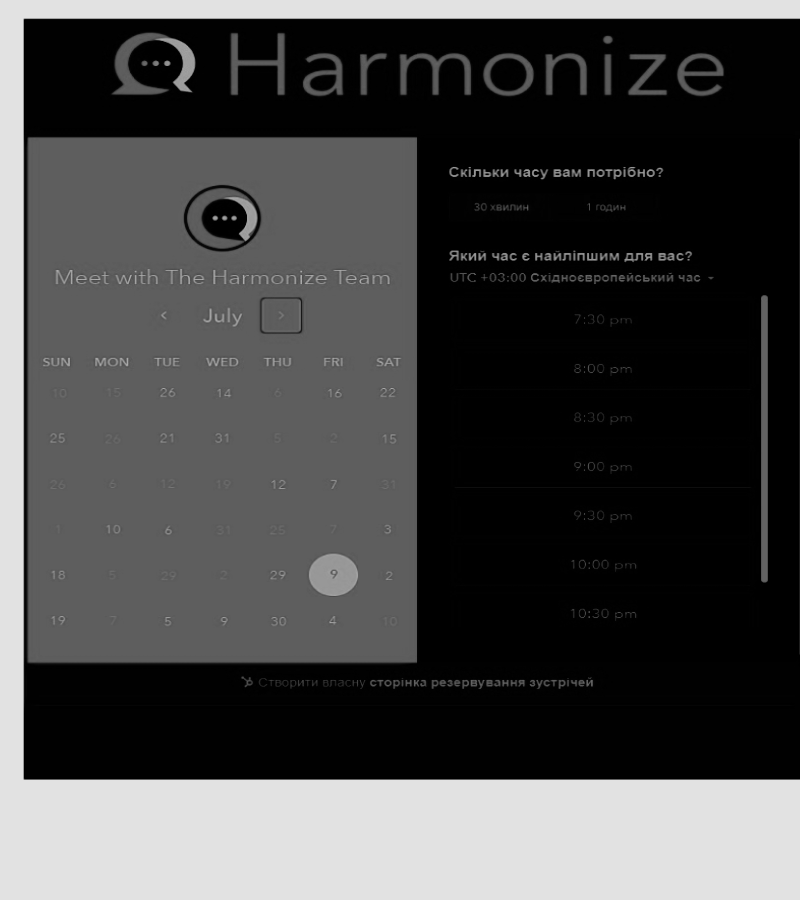 Harmonize
Meet with The Harmonize Team
< July >
SUN MON TUE WED THU FRI SAT
10 15 26 14 6 16 22
25 26 21 31 5 2 15
26 6 12 19 12 7 31
1 10 6 31 25 7 3
18 5 29 2 29 9 2
19 7 5 9 30 4 10
Скільки часу вам потрібно?
30 хвилин 1 годин
Який час є найліпшим для вас?
UTC +03:00 Східноєвропейський час
7:30 pm
8:00 pm
8:30 pm
9:00 pm
9:30 pm
10:00 pm
10:30 pm
Створити власну сторінка резервування зустрічей